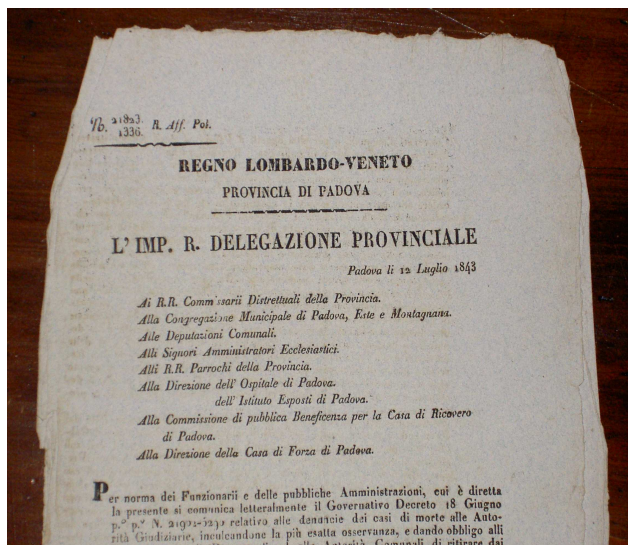 N. 21823. R. Aff. Pol.
1336.
REGNO LOMBARDO-VENETO
PROVINCIA DI PADOVA
L' IMP. R. DELEGAZIONE PROVINCIALE
Padova li 12 Luglio 1843
Ai R.R. Commissarii Distrettuali della Provincia.
Alla Congregazione Municipale di Padova, Este e Montagnana.
Alle Deputazioni Comunali.
Alli Signori Amministratori Ecclesiastici.
Alli R.R. Parrochi della Provincia.
Alla Direzione dell' Ospitale di Padova.
dell' Istituto Esposti di Padova.
Alla Commissione di pubblica Beneficenza per la Casa di Ricovero
di Padova.
Alla Direzione della Casa di Forza di Padova.
Per norma dei Funzionarii e delle pubbliche Amministrazioni, cui è diretta
la presente si comunica letteralmente il Governativo Decreto 18 Giugno
p.° p.° N. relativo alle denuncie dei casi di morte alle Auto-
rità Giudiziarie, inculcandone la più esatta osservanza, e dando obbligo alli
Autorità Comunali di ritirare dai